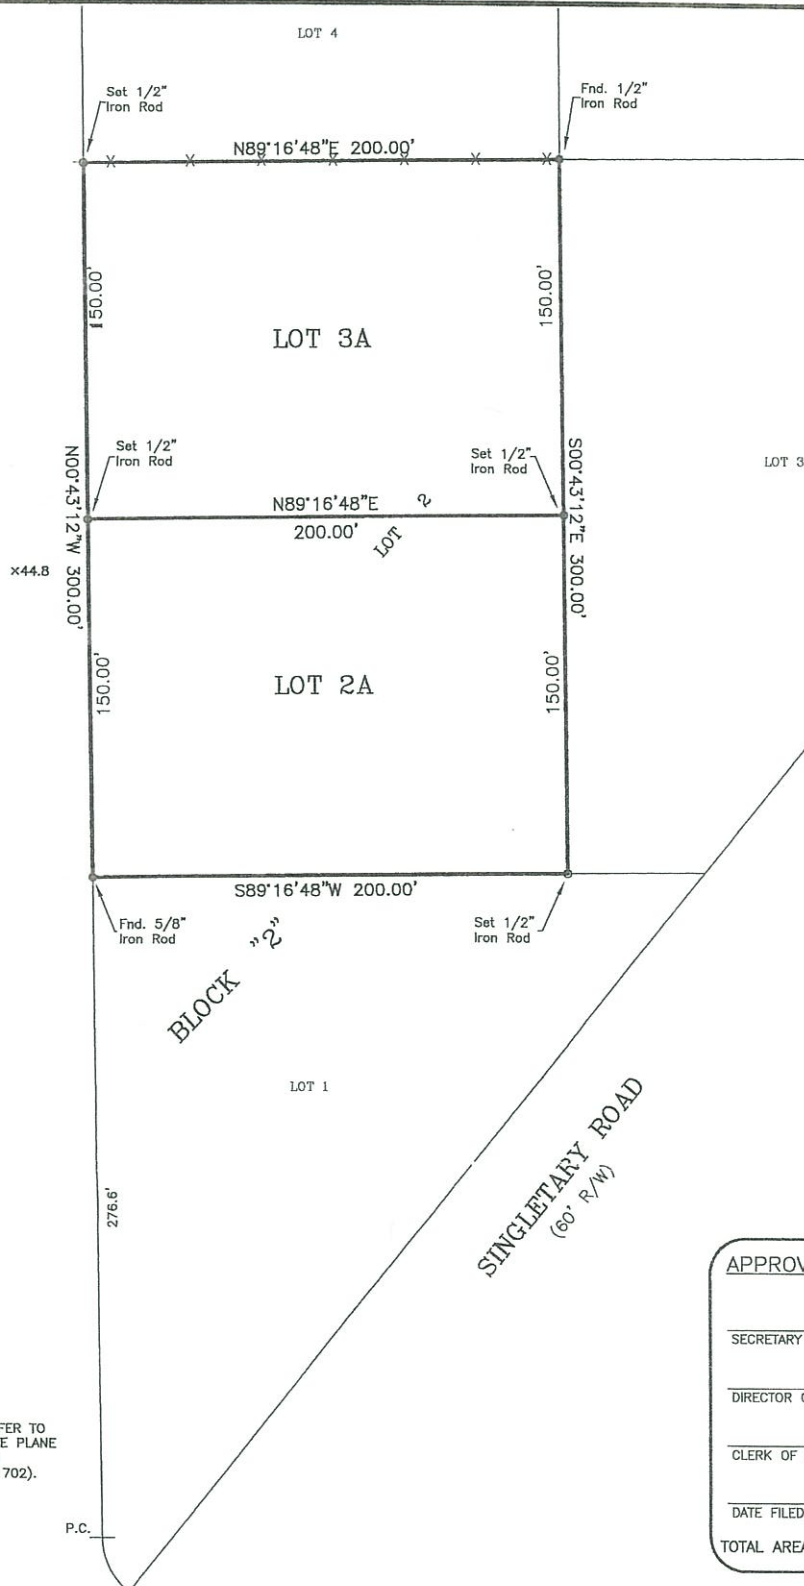 LOT 4
Set 1/2"
Iron Rod
Fnd. 1/2"
Iron Rod
N89°16'48"E 200.00'
150.00'
150.00'
LOT 3A
Set 1/2"
Iron Rod
Set 1/2"
Iron Rod
N00°43'12"W 300.00'
S00°43'12"E 300.00'
LOT 3
N89°16'48"E
200.00'
LOT 2
×44.8
150.00'
150.00'
LOT 2A
S89°16'48"W 200.00'
Fnd. 5/8"
Iron Rod
Set 1/2"
Iron Rod
BLOCK "2"
LOT 1
SINGLETARY ROAD
(60' R/W)
276.6'
APPROV
SECRETARY
DIRECTOR
CLERK OF
DATE FILED
TOTAL AREA
FER TO
E PLANE
702).
P.C.